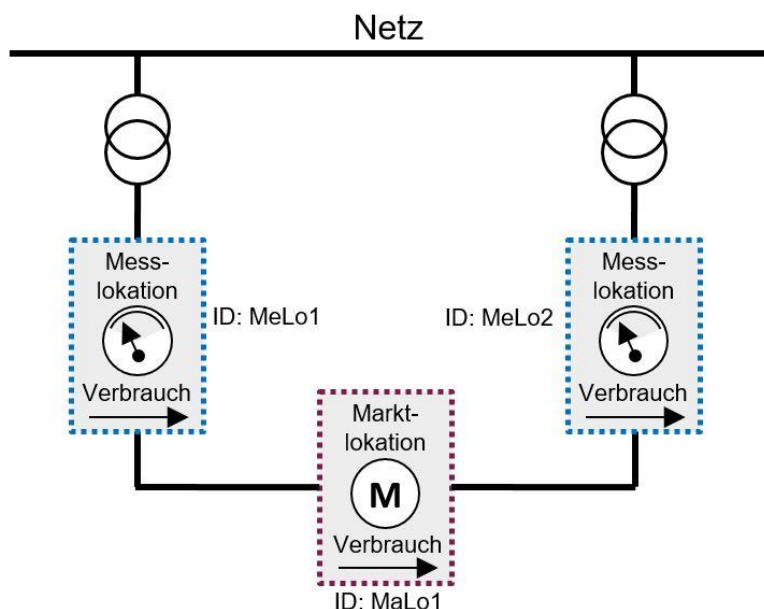 Netz
Mess-
lokation
Verbrauch
ID: MeLo1
ID: MeLo2
Mess-
lokation
Verbrauch
Markt-
lokation
M
Verbrauch
ID: MaLo1